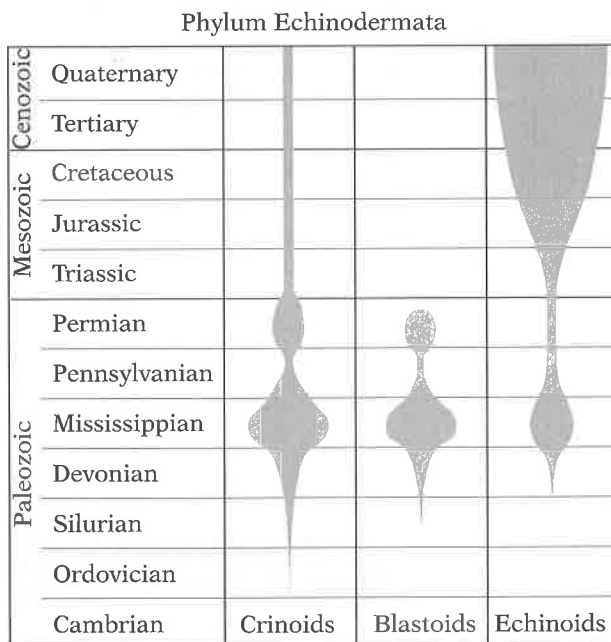 Phylum Echinodermata
Cenozoic
Quaternary
Tertiary
Mesozoic
Cretaceous
Jurassic
Triassic
Paleozoic
Permian
Pennsylvanian
Mississippian
Devonian
Silurian
Ordovician
Cambrian Crinoids Blastoids Echinoids